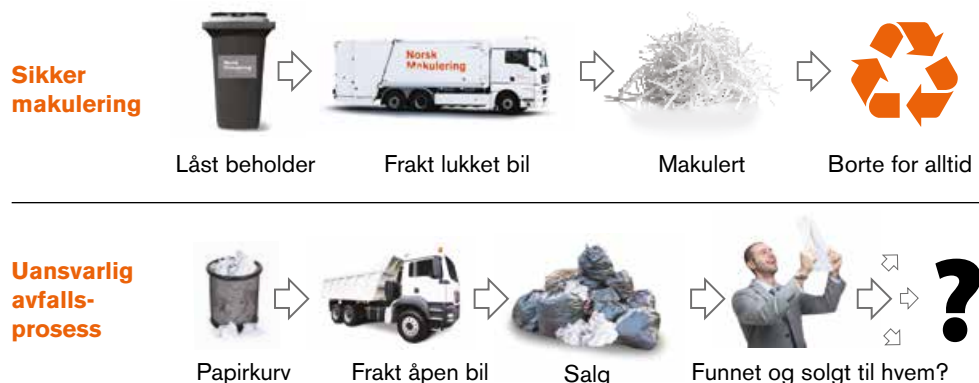 Sikker
makulering
Norsk
Makulering
Norsk
Makulering
Låst beholder
Frakt lukket bil
Makulert
Borte for alltid
Uansvarlig
avfalls-
prosess
?
Papirkurv
Frakt åpen bil
Salg
Funnet og solgt til hvem?